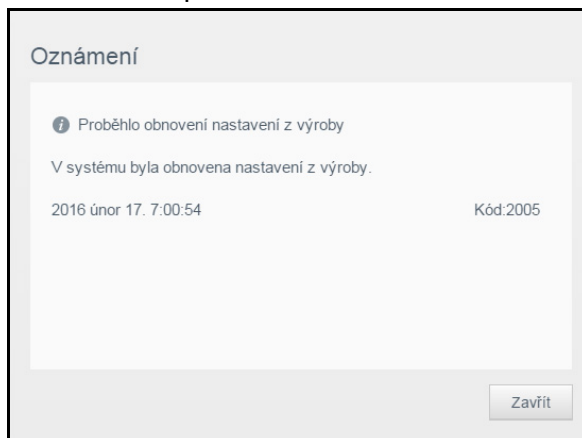 Oznámení
Proběhlo obnovení nastavení z výroby
V systému byla obnovena nastavení z výroby.
2016 únor 17. 7:00:54 Kód:2005
Zavřít